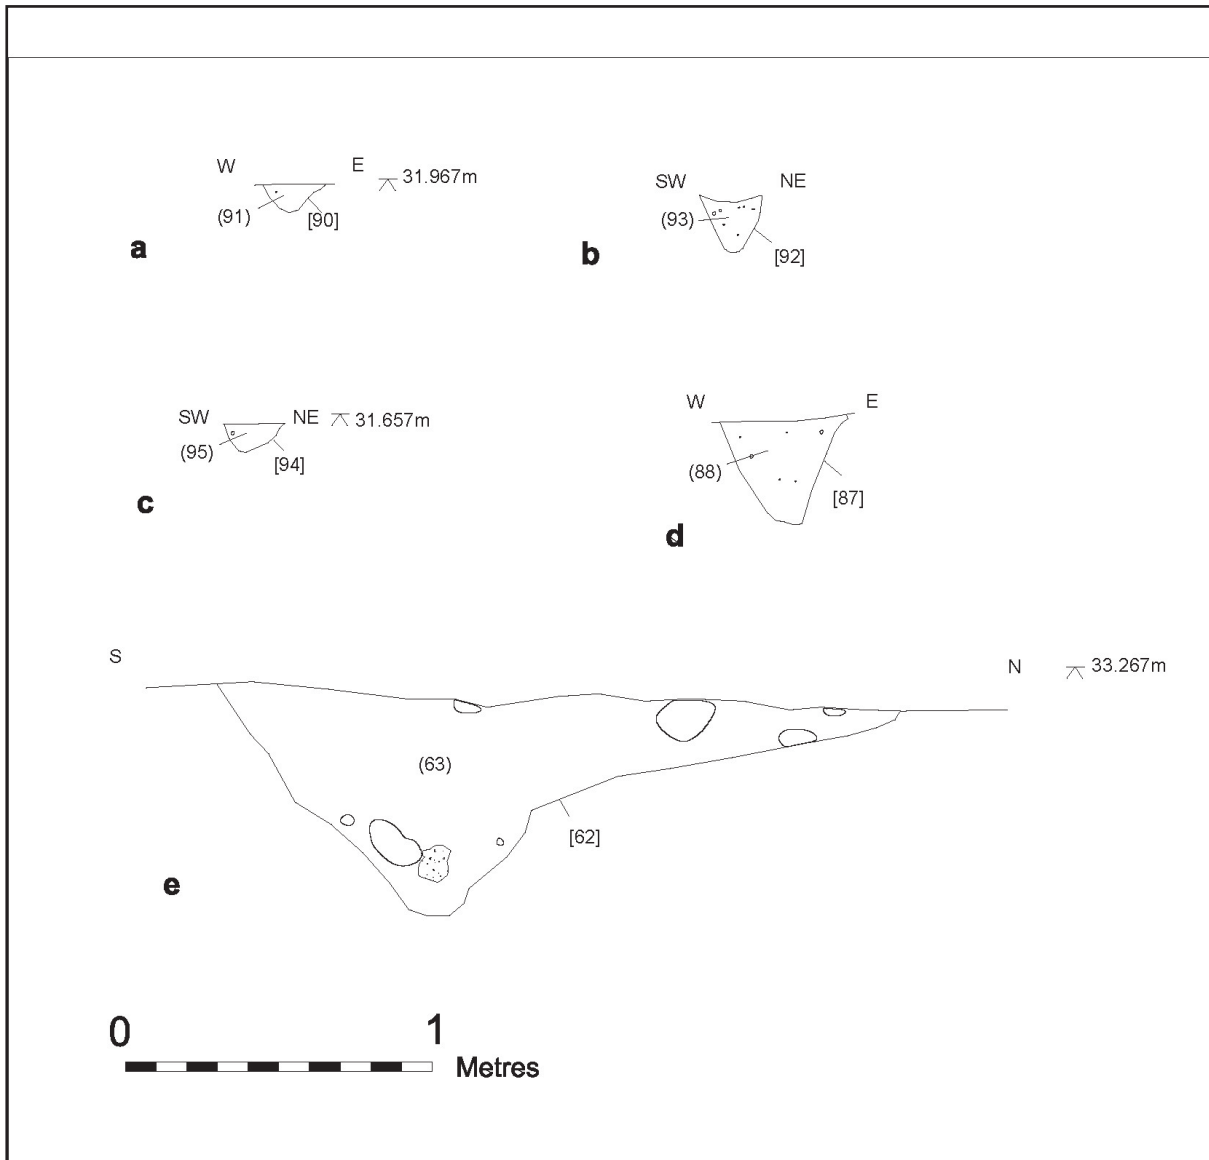 W E 31.967m
(91) [90]
a
SW NE
(93)
[92]
b
SW NE 31.657m
(95) [94]
c
W E
(88)
[87]
d
S N 33.267m
(63)
[62]
e
0 1
Metres